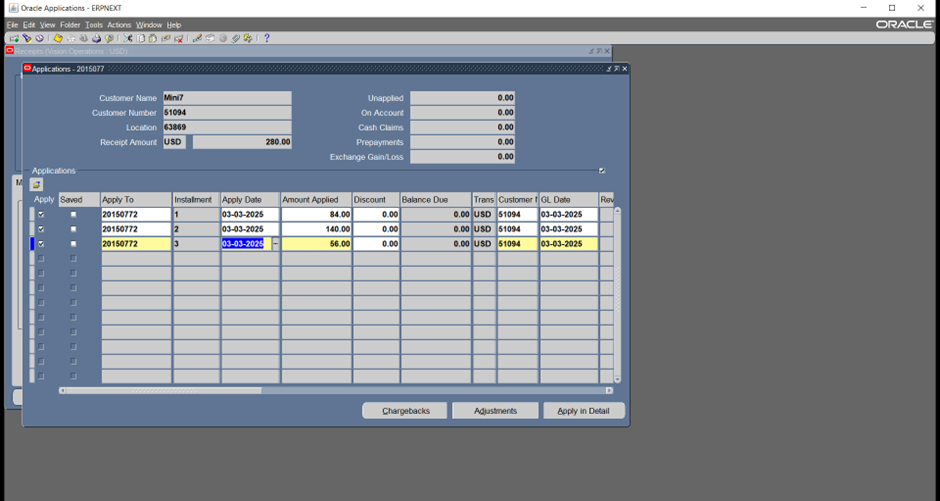 Oracle Applications - ERPNEXT
File Edit View Folder Tools Actions Window Help
ORACLE
Receipts (Vision Operations : USD)
Applications - 2015077
Customer Name Mini7 Unapplied 0.00
Customer Number 51094 On Account 0.00
Location 63869 Cash Claims 0.00
Receipt Amount USD 280.00 Prepayments 0.00
Exchange Gain/Loss 0.00
Applications
M
Apply Saved Apply To Installment Apply Date Amount Applied Discount Balance Due Trans Customer N GL Date Rev
20150772 1 03-03-2025 84.00 0.00 0.00 USD 51094 03-03-2025
20150772 2 03-03-2025 140.00 0.00 0.00 USD 51094 03-03-2025
20150772 3 03-03-2025 56.00 0.00 0.00 USD 51094 03-03-2025
Chargebacks Adjustments Apply in Detail